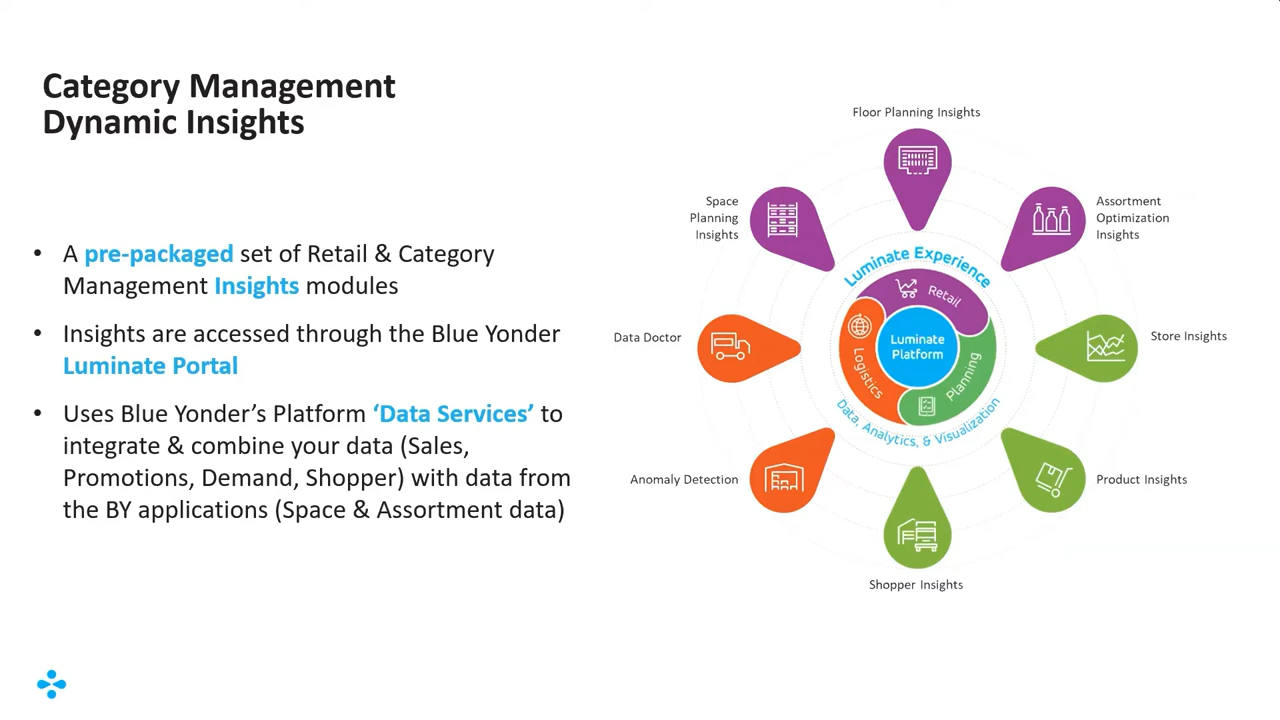 Category Management
Dynamic Insights
• A pre-packaged set of Retail & Category
Management Insights modules
• Insights are accessed through the Blue Yonder
Luminate Portal
• Uses Blue Yonder’s Platform ‘Data Services’ to
integrate & combine your data (Sales,
Promotions, Demand, Shopper) with data from
the BY applications (Space & Assortment data)
Floor Planning Insights
Space
Planning
Insights
Assortment
Optimization
Insights
Luminate Experience
Retail
Data Doctor
Logistics
Luminate
Platform
Planning
Store Insights
Data, Analytics, & Visualization
Anomaly Detection
Product Insights
Shopper Insights